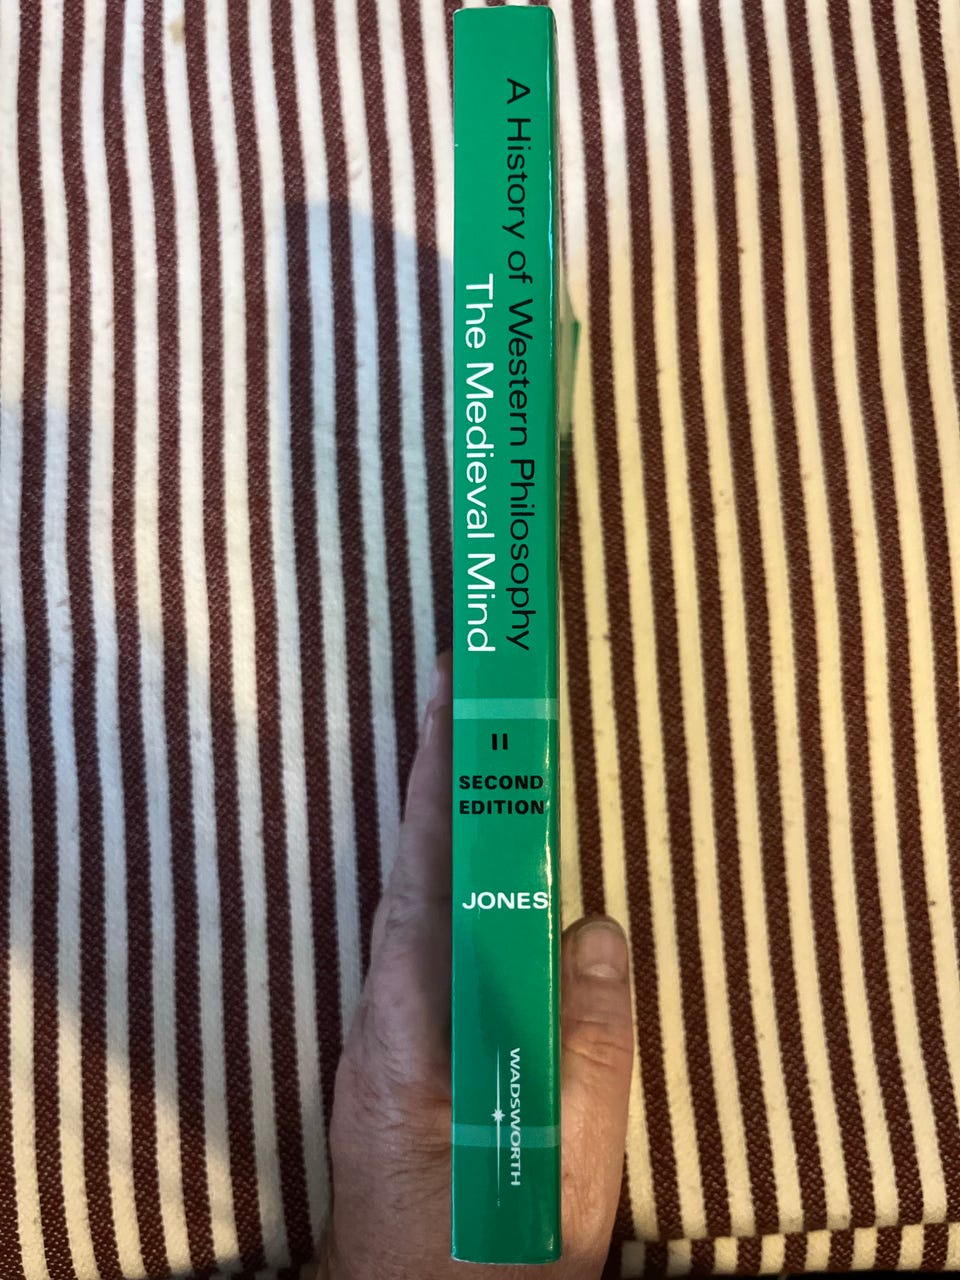 A History of Western Philosophy
The Medieval Mind
II
SECOND
EDITION
JONES
WADSWORTH